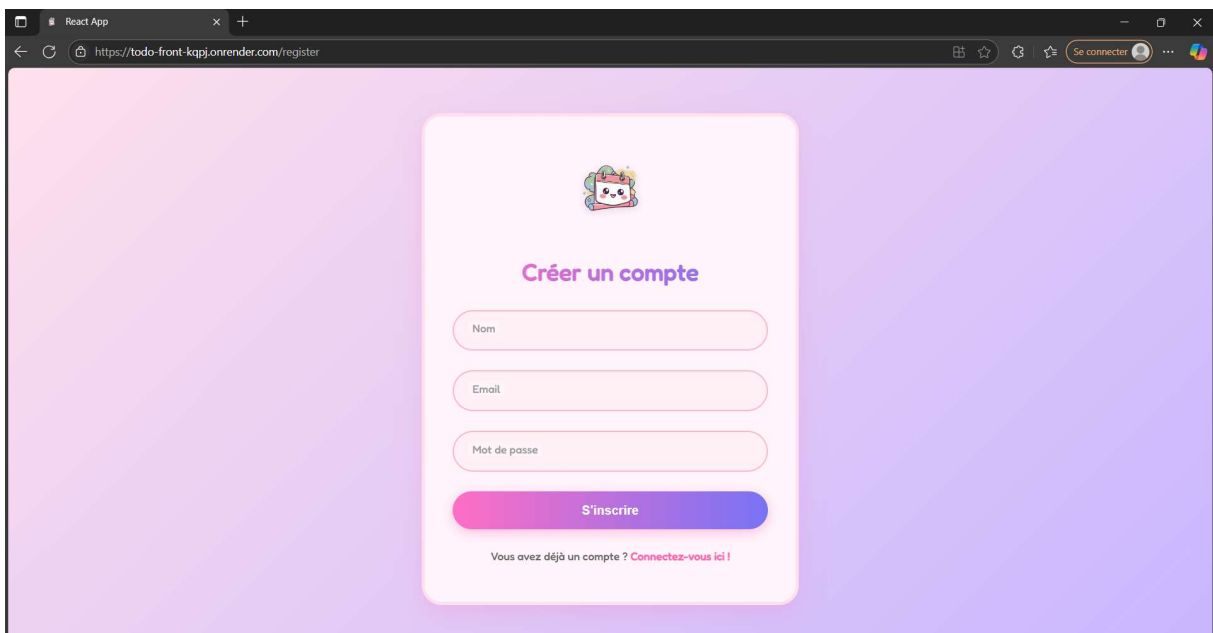 React App
https://todo-front-kqpj.onrender.com/register
Se connecter
Créer un compte
Nom
Email
Mot de passe
S'inscrire
Vous avez déjà un compte ? Connectez-vous ici !